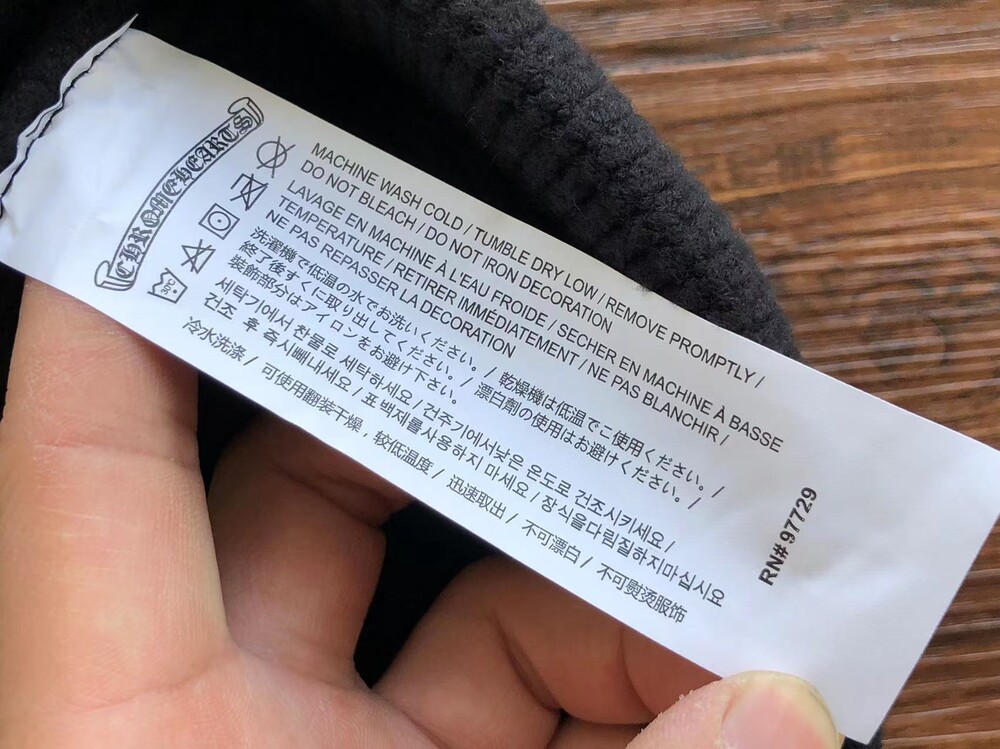 CHROME HEARTS
MACHINE WASH COLD / TUMBLE DRY LOW / REMOVE PROMPTLY /
DO NOT BLEACH / DO NOT IRON DECORATION
LAVAGE EN MACHINE À L'EAU FROIDE / SECHER EN MACHINE À BASSE
TEMPERATURE / RETIRER IMMÉDIATEMENT / NE PAS BLANCHIR /
NE PAS REPASSER LA DECORATION
洗濯機で低温の水でお洗いください。 / 乾燥機は低温でご使用ください。 /
終了後すぐに取り出してください。 / 漂白剤の使用はお避けください。 /
装飾部分はアイロンをお避け下さい。
세탁기에서 찬물로 세탁하세요 / 건주기에서낮은 온도로 건조시키세요 /
건조 후 즉시빼내세요 / 표백재를사용하지 마세요 / 장식을다림질하지마십시요
冷水洗涤 / 可使用翻装干燥，较低温度 / 迅速取出 / 不可漂白 / 不可熨烫服饰
30C
RN# 97729